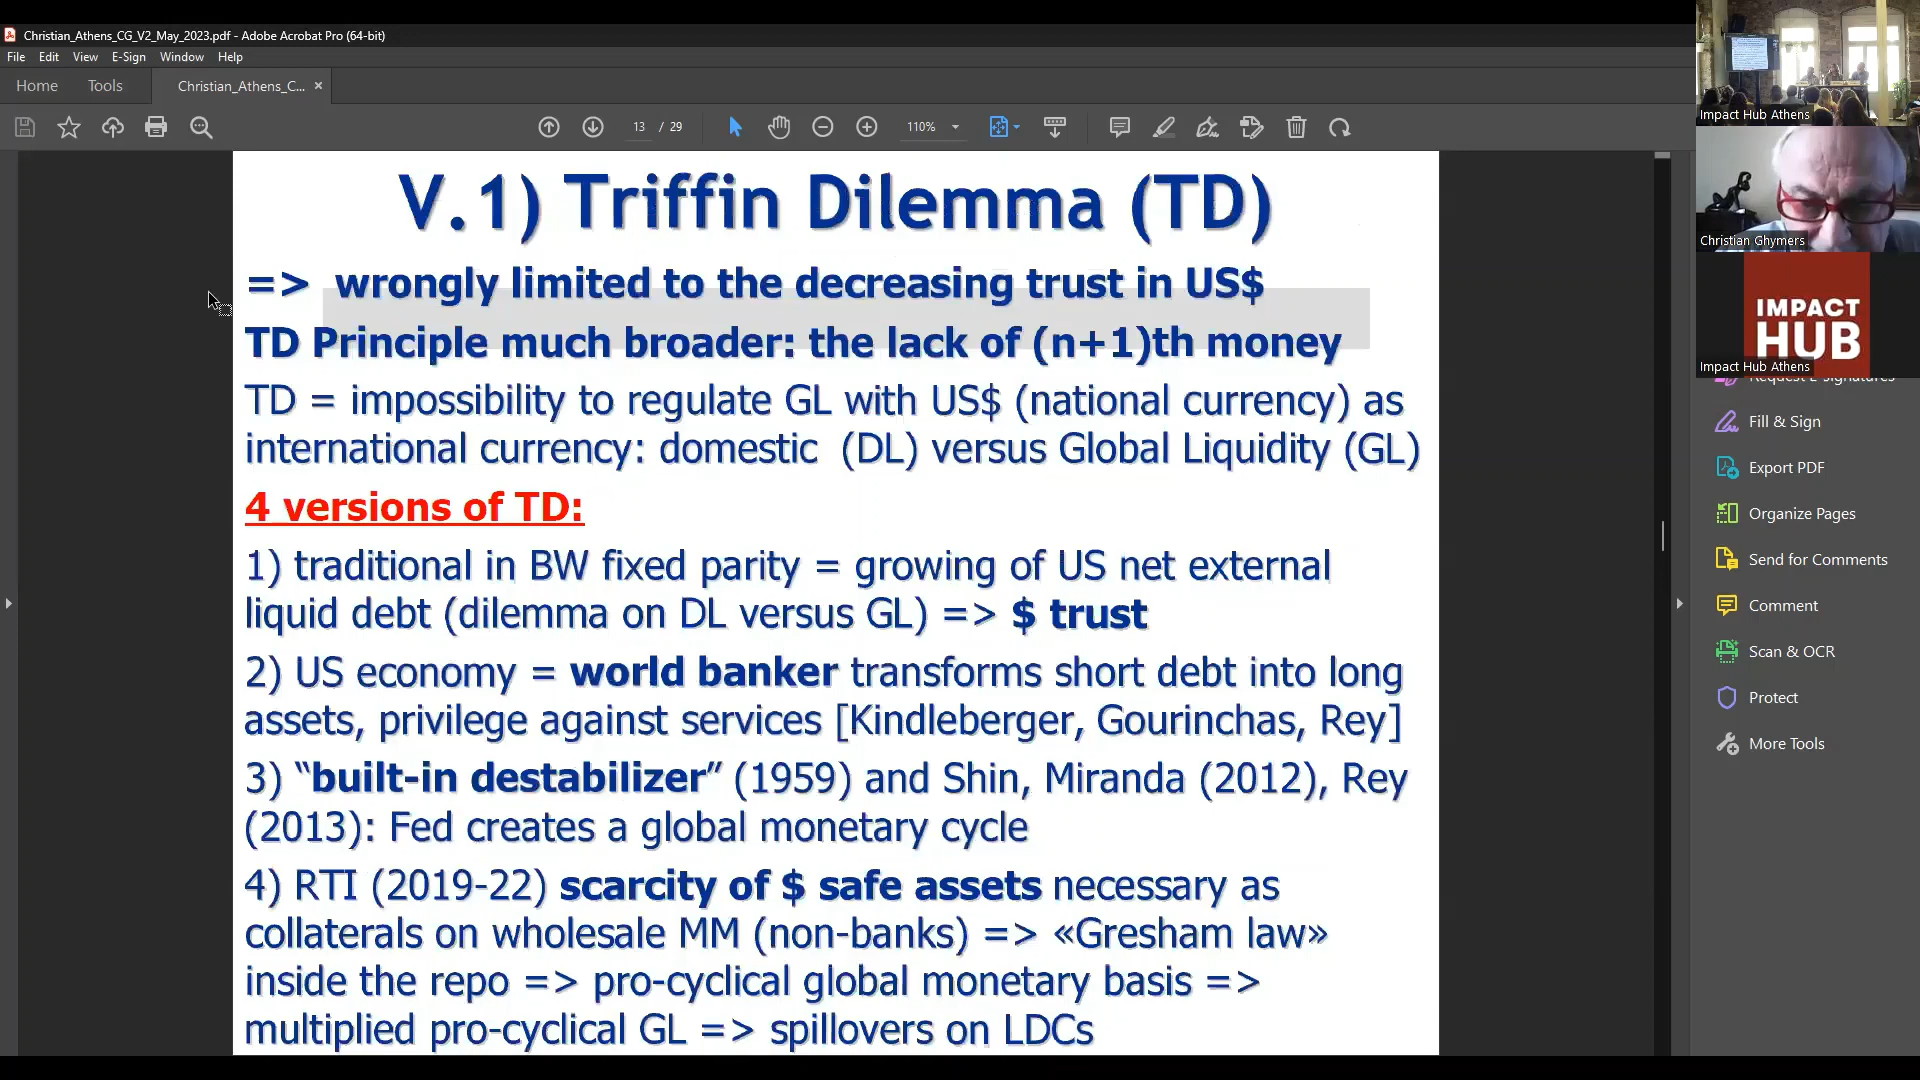 Christian_Athens_CG_V2_May_2023.pdf - Adobe Acrobat Pro (64-bit)
File Edit View E-Sign Window Help
Home Tools Christian_Athens_C... ×
13 / 29 110%
V.1) Triffin Dilemma (TD)
=> wrongly limited to the decreasing trust in US$
TD Principle much broader: the lack of (n+1)th money
TD = impossibility to regulate GL with US$ (national currency) as
international currency: domestic (DL) versus Global Liquidity (GL)
4 versions of TD:
1) traditional in BW fixed parity = growing of US net external
liquid debt (dilemma on DL versus GL) => $ trust
2) US economy = world banker transforms short debt into long
assets, privilege against services [Kindleberger, Gourinchas, Rey]
3) “built-in destabilizer” (1959) and Shin, Miranda (2012), Rey
(2013): Fed creates a global monetary cycle
4) RTI (2019-22) scarcity of $ safe assets necessary as
collaterals on wholesale MM (non-banks) => «Gresham law»
inside the repo => pro-cyclical global monetary basis =>
multiplied pro-cyclical GL => spillovers on LDCs
Impact Hub Athens
Christian Ghymers
IMPACT
HUB
Impact Hub Athens
Request E-signatures
Fill & Sign
Export PDF
Organize Pages
Send for Comments
Comment
Scan & OCR
Protect
More Tools